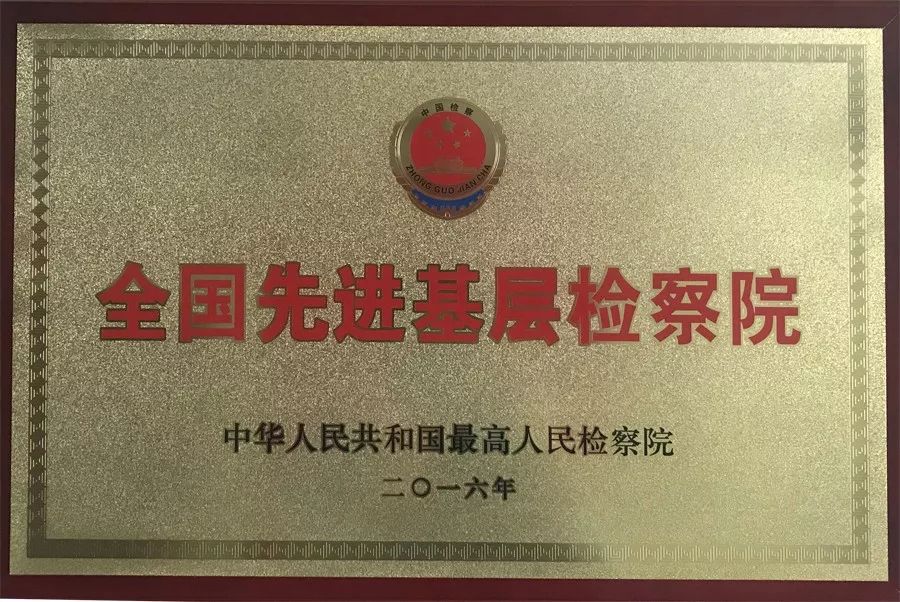 中国检察
ZHONG GUO JIAN CHA
全国先进基层检察院
中华人民共和国最高人民检察院
二〇一六年